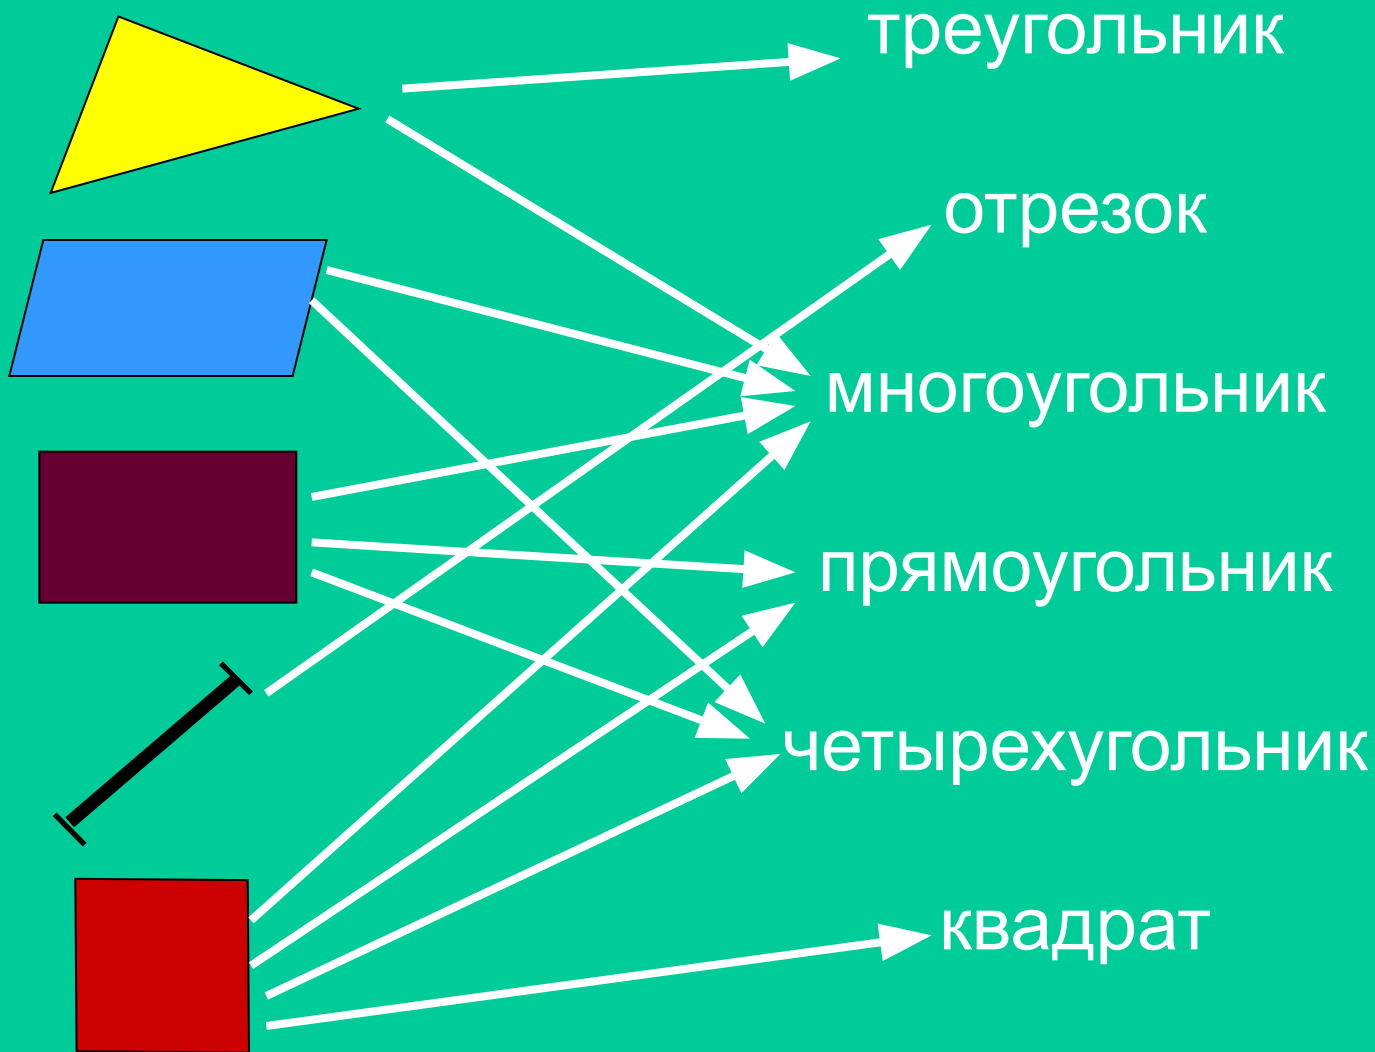 треугольник
отрезок
многоугольник
прямоугольник
четырехугольник
квадрат